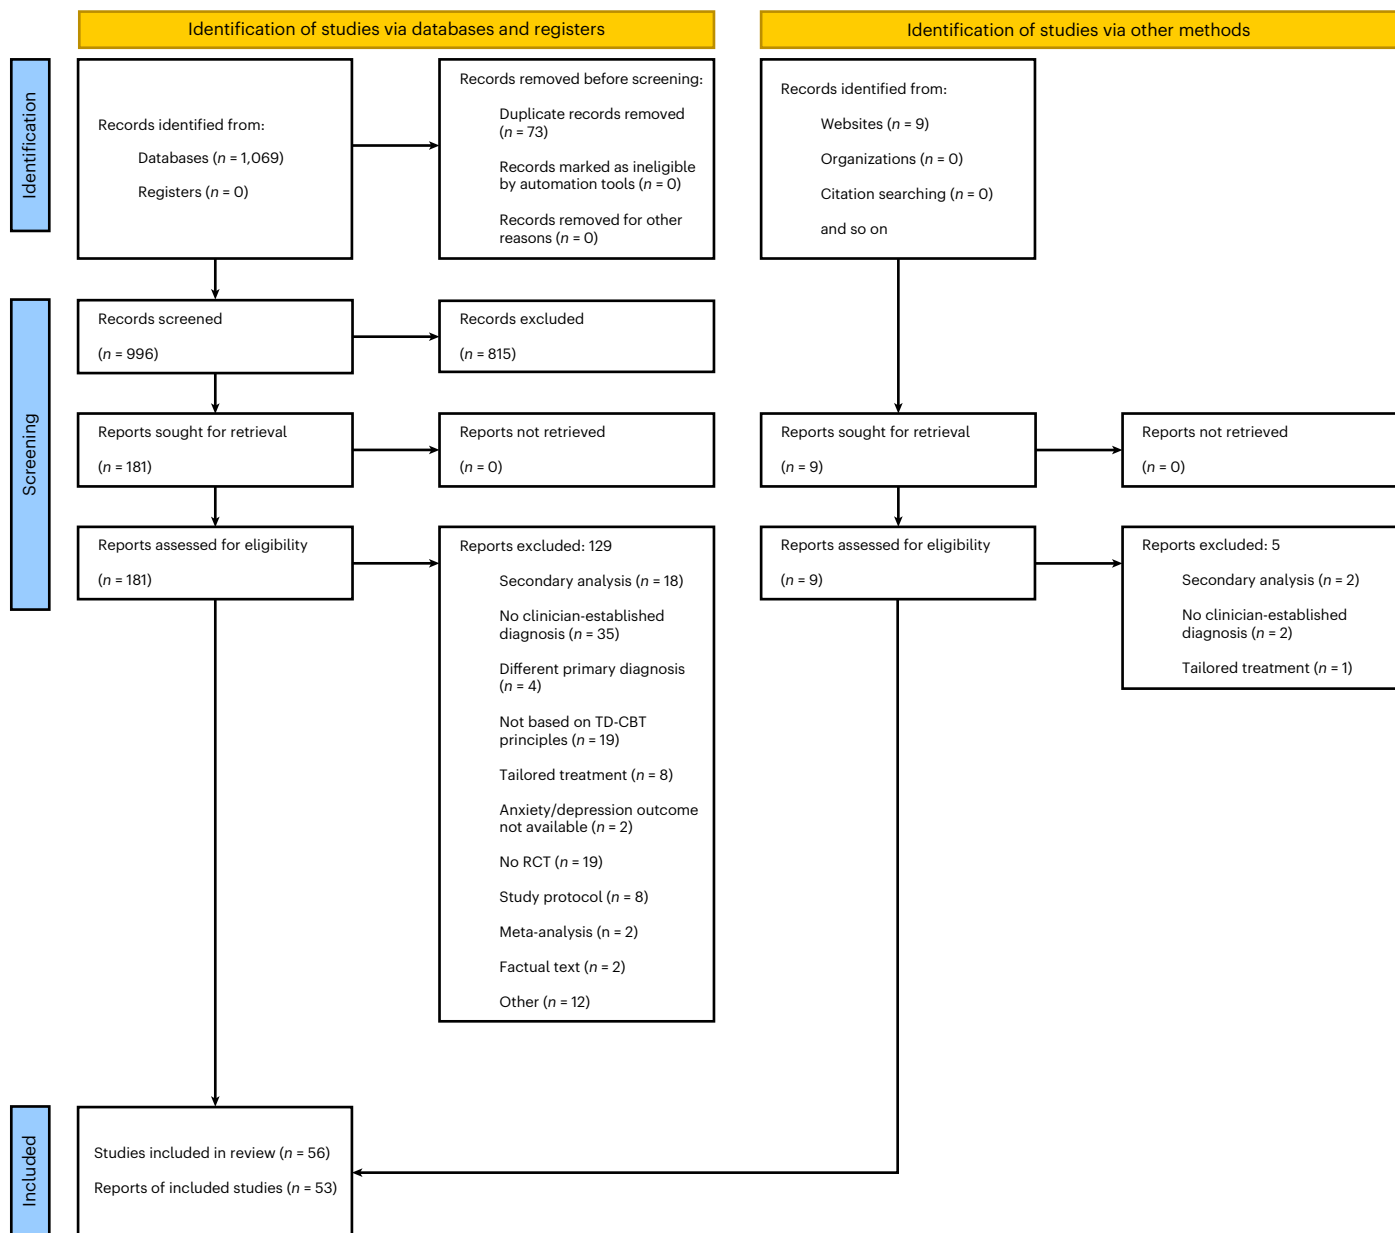 Identification of studies via databases and registers
Identification of studies via other methods
Identification
Records identified from:
Databases (n = 1,069)
Registers (n = 0)
Records removed before screening:
Duplicate records removed
(n = 73)
Records marked as ineligible
by automation tools (n = 0)
Records removed for other
reasons (n = 0)
Records identified from:
Websites (n = 9)
Organizations (n = 0)
Citation searching (n = 0)
and so on
Screening
Records screened
(n = 996)
Records excluded
(n = 815)
Reports sought for retrieval
(n = 181)
Reports not retrieved
(n = 0)
Reports sought for retrieval
(n = 9)
Reports not retrieved
(n = 0)
Reports assessed for eligibility
(n = 181)
Reports excluded: 129
Secondary analysis (n = 18)
No clinician-established
diagnosis (n = 35)
Different primary diagnosis
(n = 4)
Not based on TD-CBT
principles (n = 19)
Tailored treatment (n = 8)
Anxiety/depression outcome
not available (n = 2)
No RCT (n = 19)
Study protocol (n = 8)
Meta-analysis (n = 2)
Factual text (n = 2)
Other (n = 12)
Reports assessed for eligibility
(n = 9)
Reports excluded: 5
Secondary analysis (n = 2)
No clinician-established
diagnosis (n = 2)
Tailored treatment (n = 1)
Included
Studies included in review (n = 56)
Reports of included studies (n = 53)